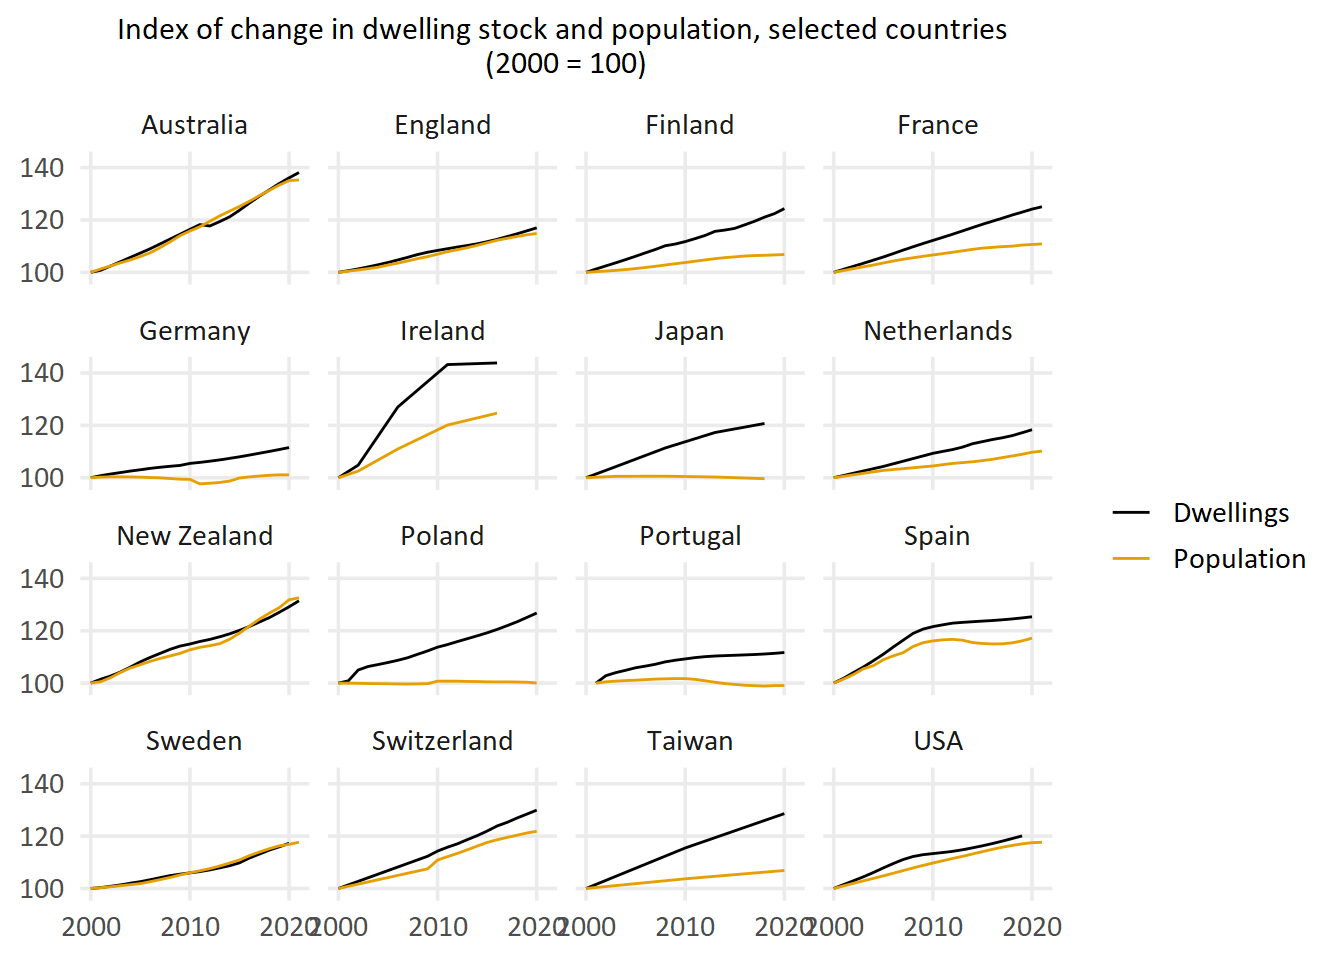 Index of change in dwelling stock and population, selected countries
(2000 = 100)
Australia England Finland France
140
120
100
Germany Ireland Japan Netherlands
140
120
100
New Zealand Poland Portugal Spain
140
120
100
Sweden Switzerland Taiwan USA
140
120
100
2000 2010 2020 2000 2010 2020 2000 2010 2020 2000 2010 2020
Dwellings
Population